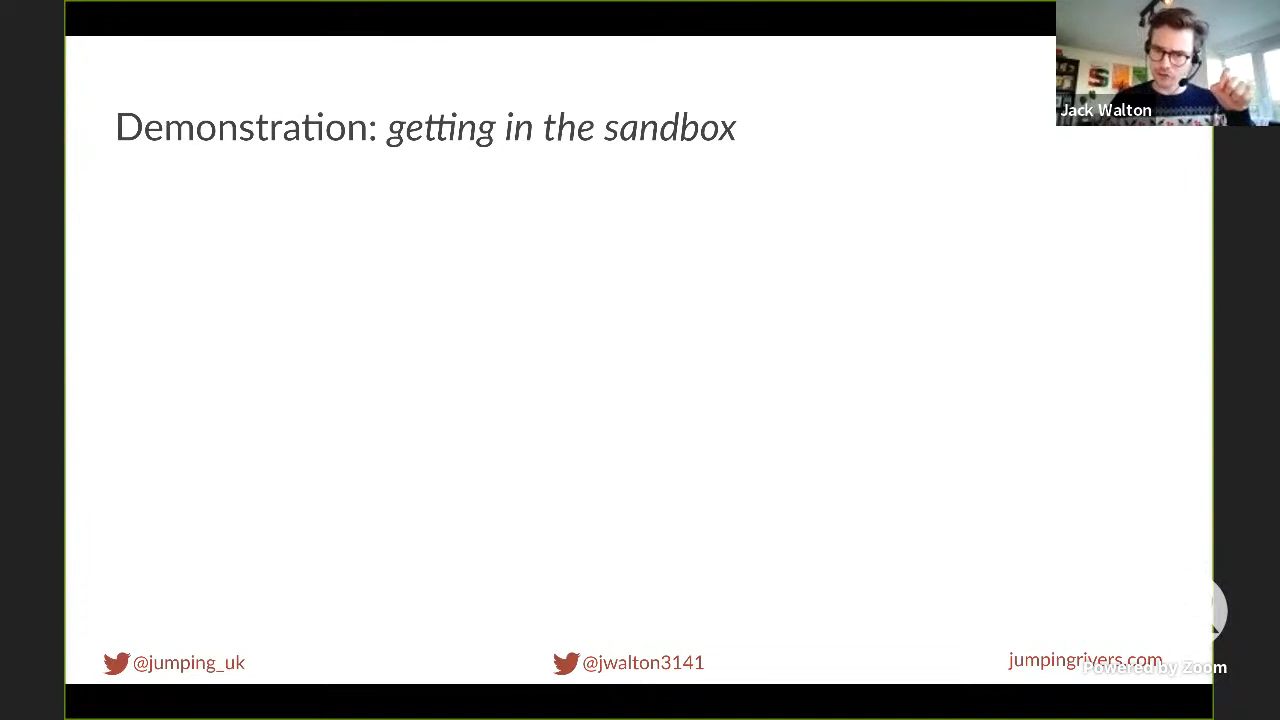 Jack Walton
Demonstration: getting in the sandbox
@jumping_uk
@jwalton3141
jumpingrivers.com
Powered by Zoom